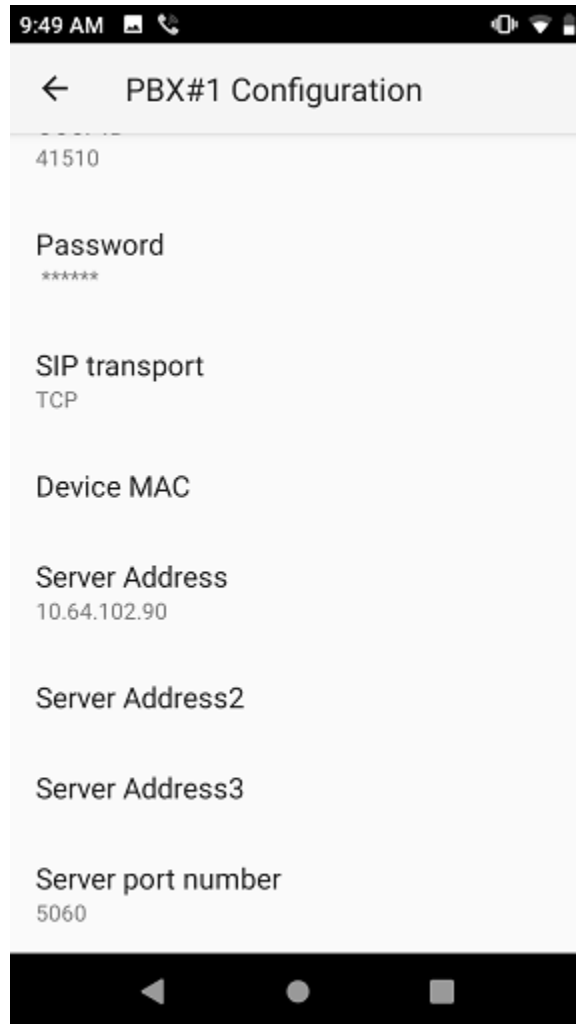 9:49 AM
PBX#1 Configuration
41510
Password
******
SIP transport
TCP
Device MAC
Server Address
10.64.102.90
Server Address2
Server Address3
Server port number
5060